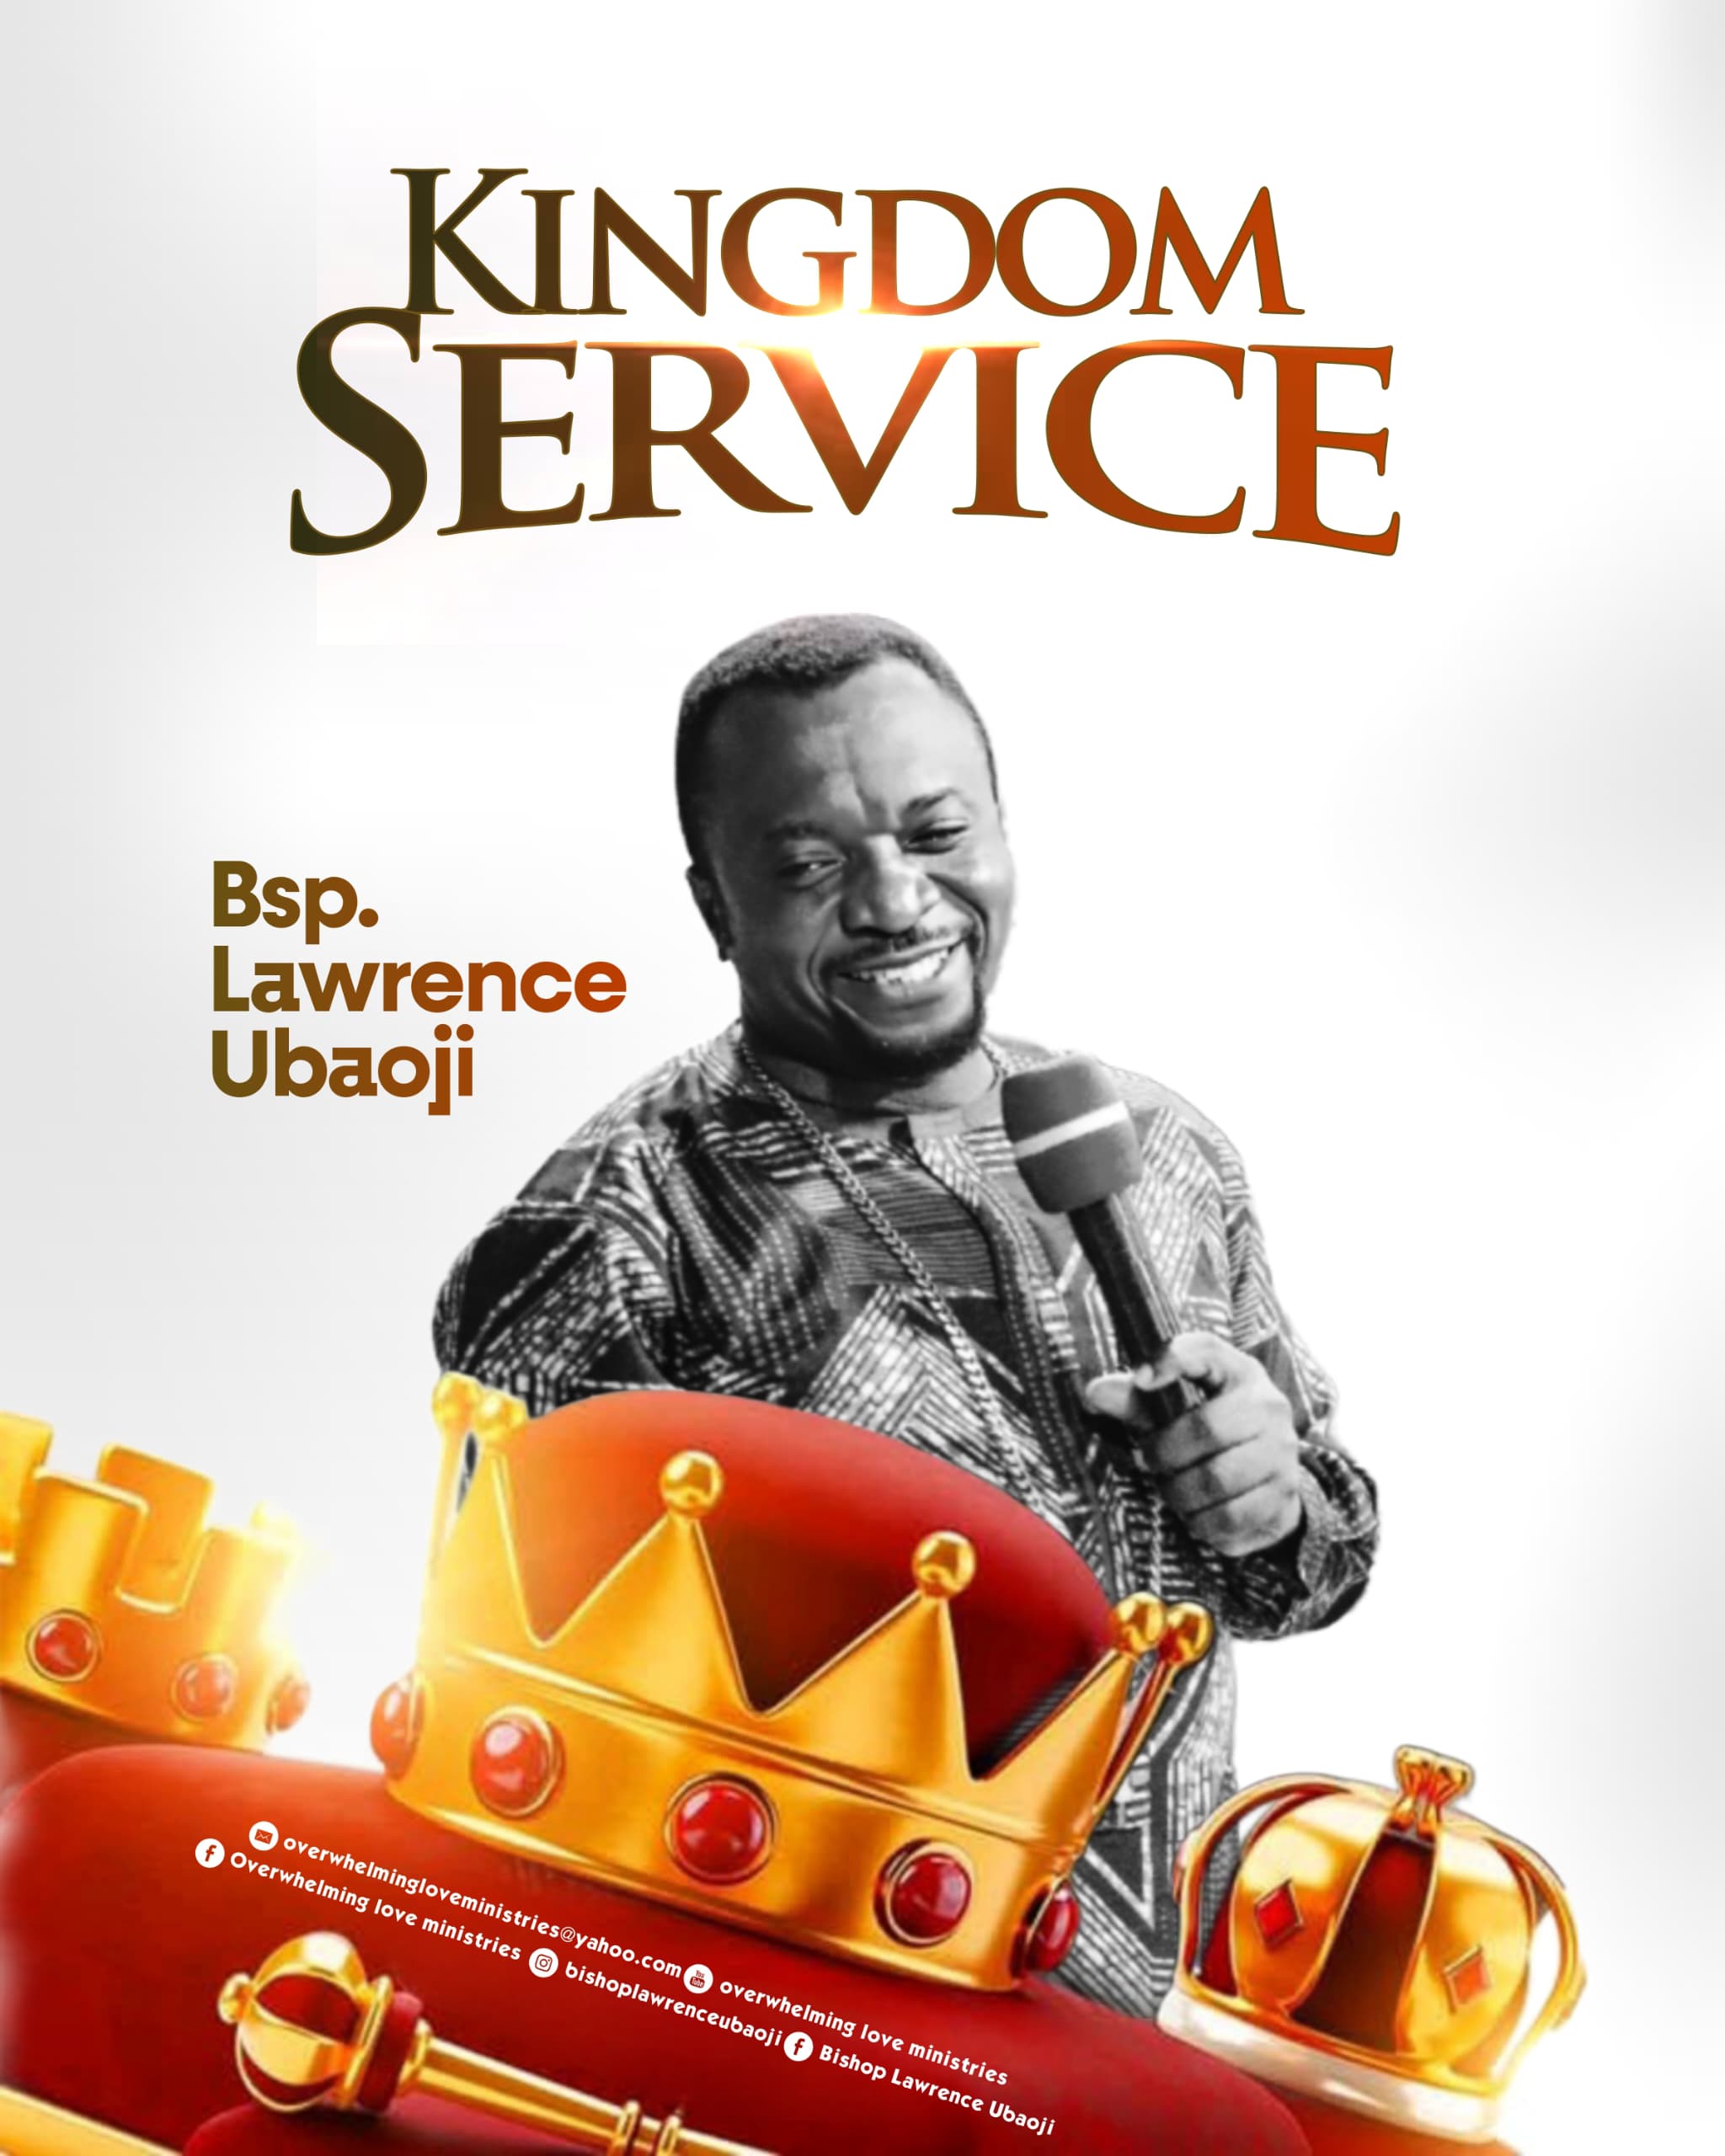 KINGDOM
SERVICE
Bsp.
Lawrence
Ubaoji
overwhelmingloveministries@yahoo.com overwhelming love ministries
Overwhelming love ministries bishoplawrenceubaoji Bishop Lawrence Ubaoji